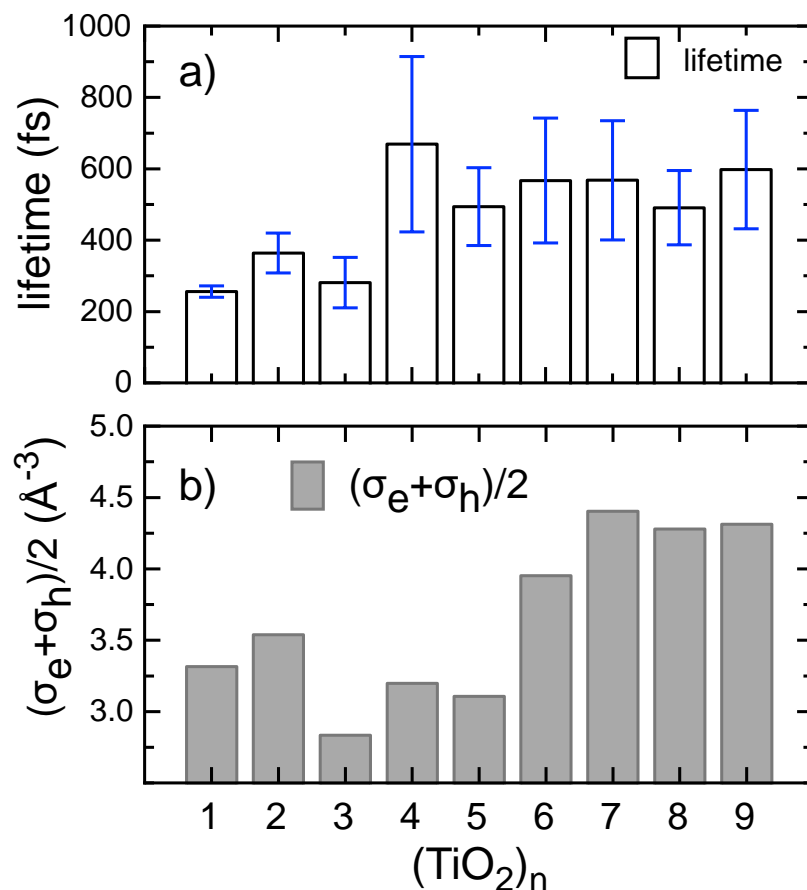 1000
800
600
400
200
0
lifetime (fs)
a)
lifetime
5.0
4.5
4.0
3.5
3.0
(σe+σh)/2 (Å-3)
b)
(σe+σh)/2
1 2 3 4 5 6 7 8 9
(TiO2)n